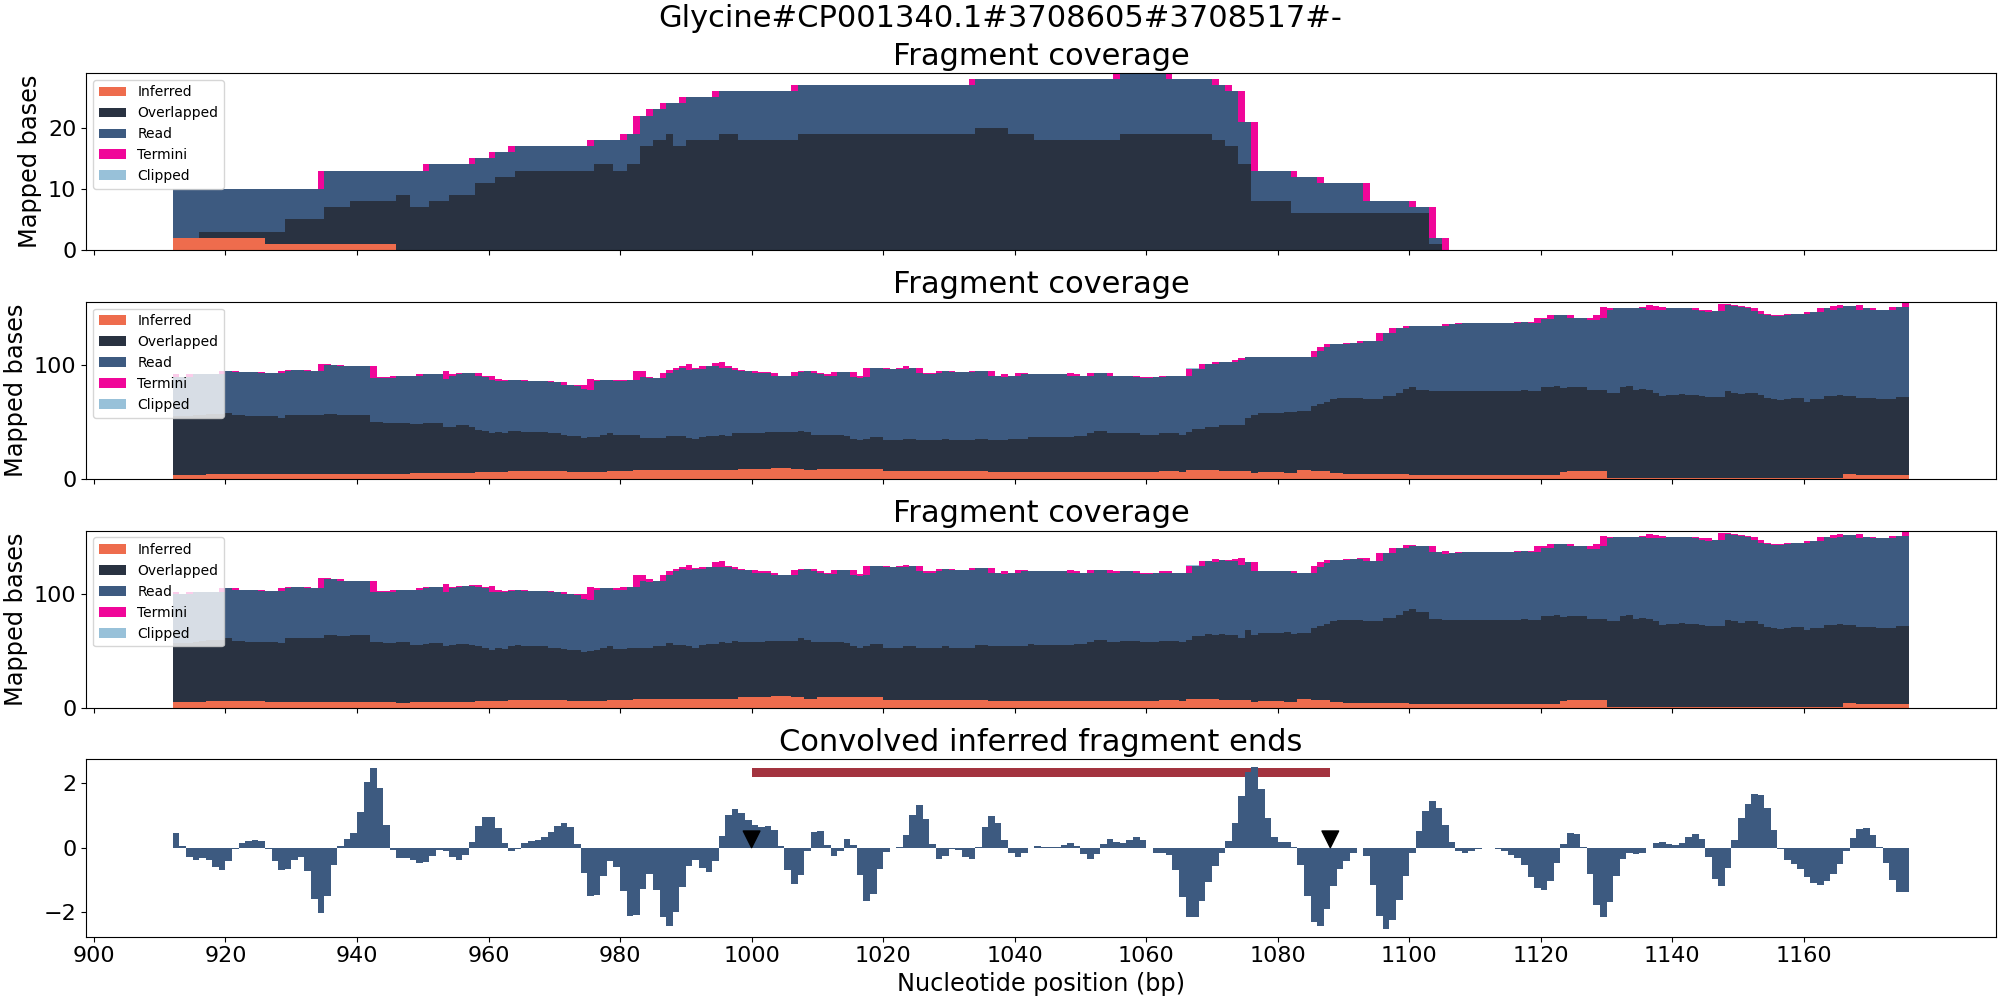 Glycine#CP001340.1#3708605#3708517#-
Fragment coverage
Mapped bases
20
10
0
Inferred
Overlapped
Read
Termini
Clipped
Fragment coverage
Mapped bases
100
0
Inferred
Overlapped
Read
Termini
Clipped
Fragment coverage
Mapped bases
100
0
Inferred
Overlapped
Read
Termini
Clipped
Convolved inferred fragment ends
2
0
−2
900 920 940 960 980 1000 1020 1040 1060 1080 1100 1120 1140 1160
Nucleotide position (bp)